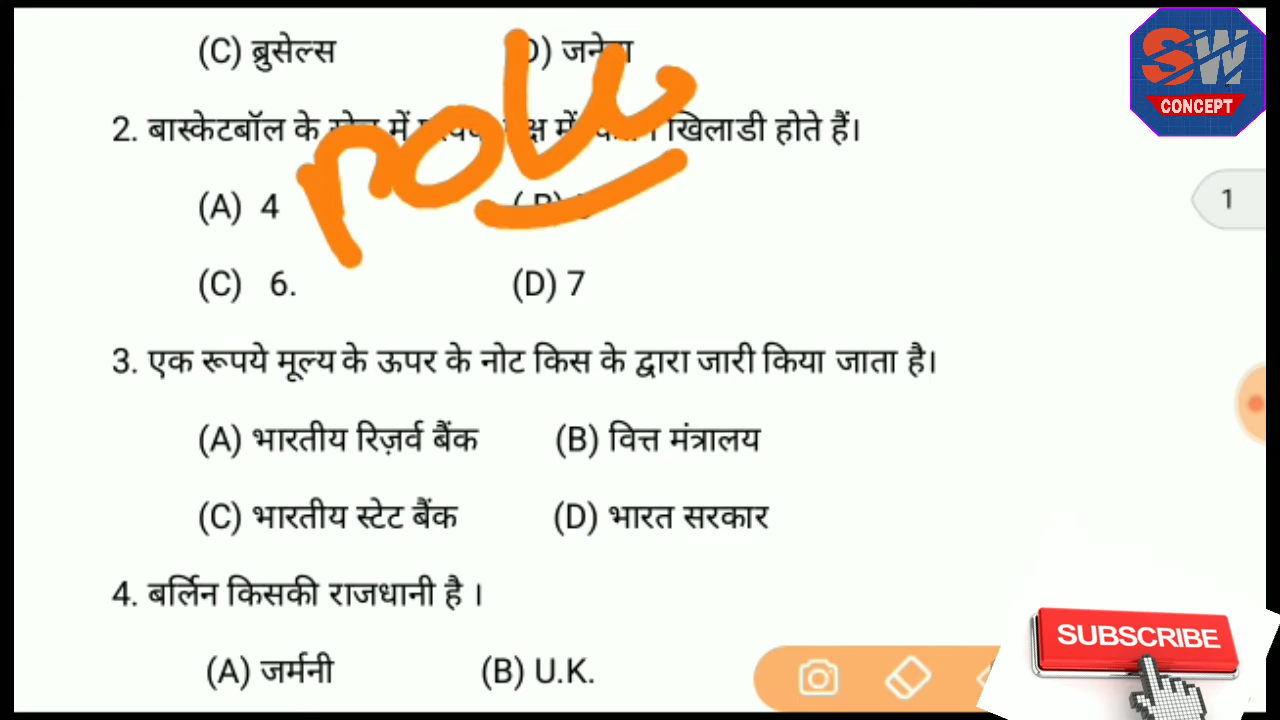 (C) ब्रुसेल्स D) जनेवा
2. बास्केटबॉल के में में खिलाडी होते हैं।
(A) 4 (B)
(C) 6. (D) 7
3. एक रूपये मूल्य के ऊपर के नोट किस के द्वारा जारी किया जाता है।
(A) भारतीय रिज़र्व बैंक (B) वित्त मंत्रालय
(C) भारतीय स्टेट बैंक (D) भारत सरकार
4. बर्लिन किसकी राजधानी है ।
(A) जर्मनी (B) U.K.
SW
CONCEPT
1
SUBSCRIBE